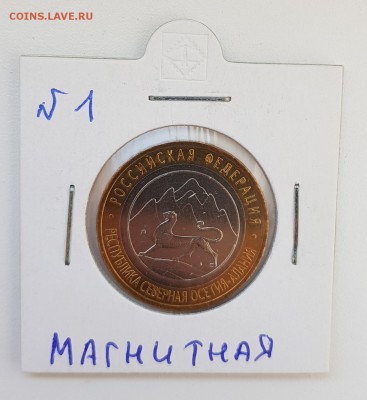 COINS.LAVE.RU
№1
· РОССИЙСКАЯ ФЕДЕРАЦИЯ ·
РЕСПУБЛИКА СЕВЕРНАЯ ОСЕТИЯ-АЛАНИЯ
МАГНИТНАЯ